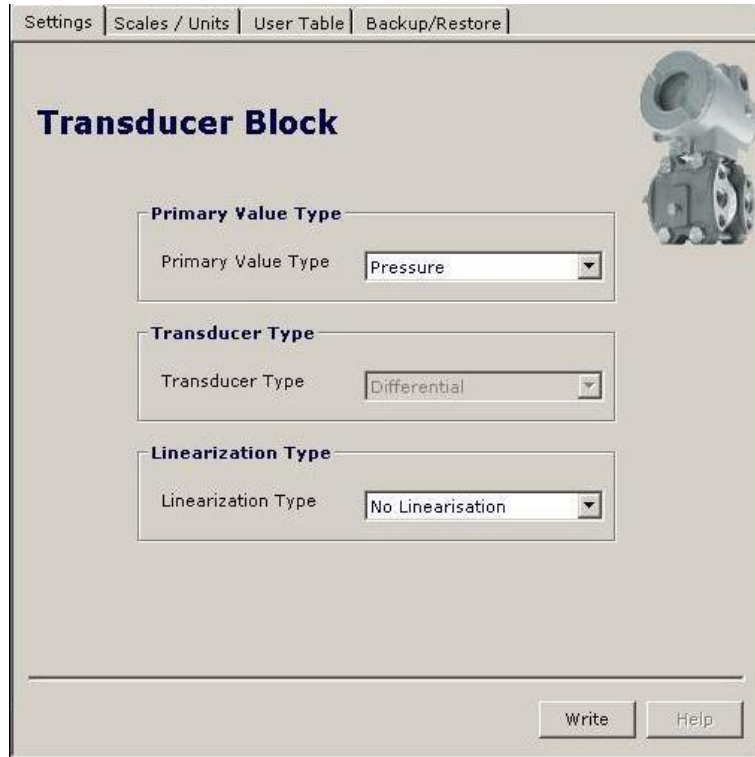 Settings Scales / Units User Table Backup/Restore
Transducer Block
Primary Value Type
Primary Value Type Pressure
Transducer Type
Transducer Type Differential
Linearization Type
Linearization Type No Linearisation
Write Help